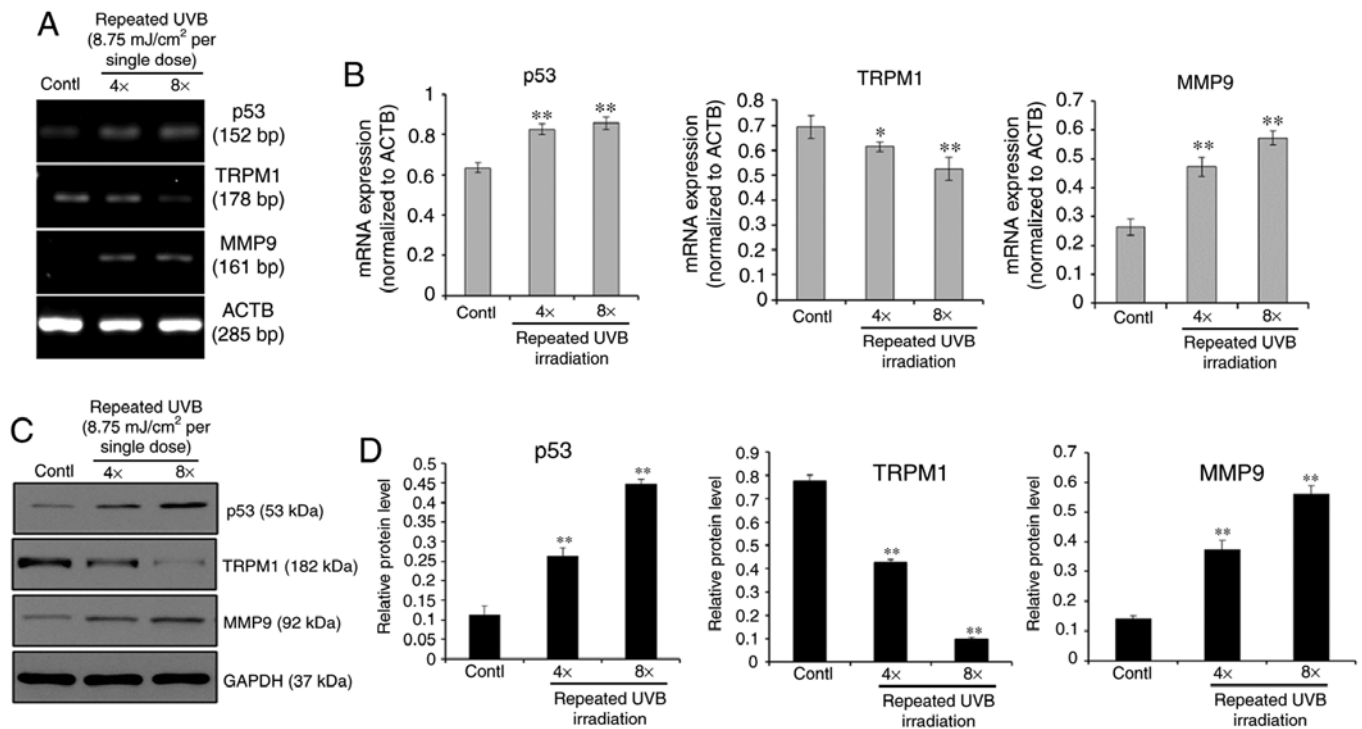 A
Repeated UVB
(8.75 mJ/cm² per
single dose)
Contl 4× 8×
p53
(152 bp)
TRPM1
(178 bp)
MMP9
(161 bp)
ACTB
(285 bp)
B
p53
mRNA expression
(normalized to ACTB)
1
0.8
0.6
0.4
0.2
0
** **
Contl 4× 8×
Repeated UVB
irradiation
TRPM1
mRNA expression
(normalized to ACTB)
0.8
0.7
0.6
0.5
0.4
0.3
0.2
0.1
0
* **
Contl 4× 8×
Repeated UVB
irradiation
MMP9
mRNA expression
(normalized to ACTB)
0.7
0.6
0.5
0.4
0.3
0.2
0.1
0
** **
Contl 4× 8×
Repeated UVB
irradiation
C
Repeated UVB
(8.75 mJ/cm² per
single dose)
Contl 4× 8×
p53 (53 kDa)
TRPM1 (182 kDa)
MMP9 (92 kDa)
GAPDH (37 kDa)
D
p53
Relative protein level
0.5
0.45
0.4
0.35
0.3
0.25
0.2
0.15
0.1
0.05
0
** **
Contl 4× 8×
Repeated UVB
irradiation
TRPM1
Relative protein level
0.9
0.8
0.7
0.6
0.5
0.4
0.3
0.2
0.1
0
** **
Contl 4× 8×
Repeated UVB
irradiation
MMP9
Relative protein level
0.7
0.6
0.5
0.4
0.3
0.2
0.1
0
** **
Contl 4× 8×
Repeated UVB
irradiation